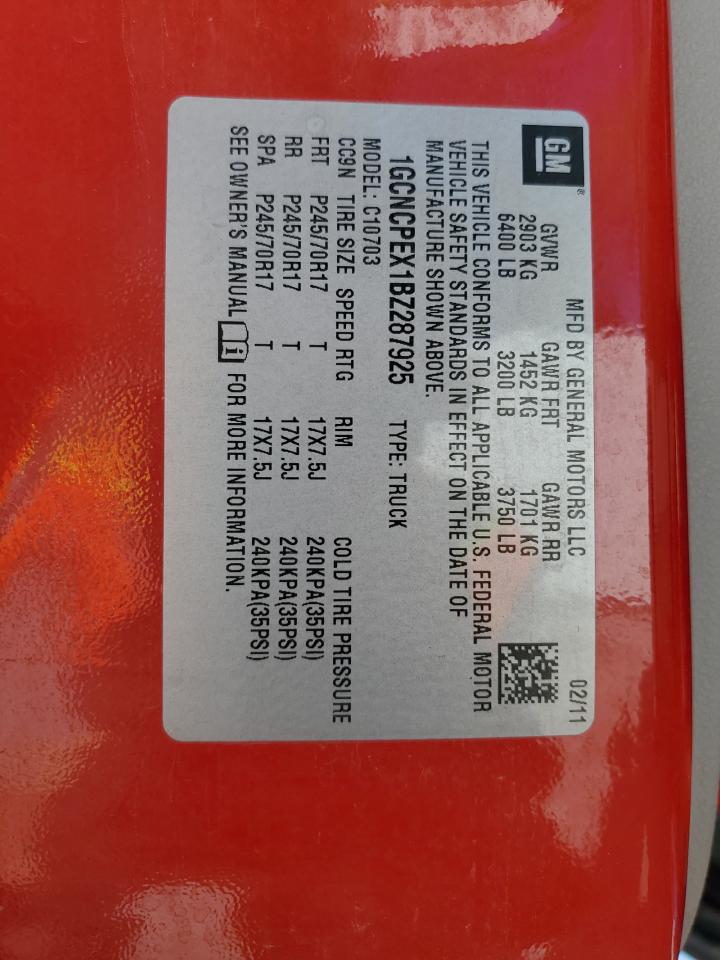 GM® MFD BY GENERAL MOTORS LLC 02/11
GVWR GAWR FRT GAWR RR
2903 KG 1452 KG 1701 KG
6400 LB 3200 LB 3750 LB
THIS VEHICLE CONFORMS TO ALL APPLICABLE U.S. FEDERAL MOTOR
VEHICLE SAFETY STANDARDS IN EFFECT ON THE DATE OF
MANUFACTURE SHOWN ABOVE.
1GCNCPEX1BZ287925 TYPE: TRUCK
MODEL: C10703
CC9N TIRE SIZE SPEED RTG RIM COLD TIRE PRESSURE
FRT P245/70R17 T 17X7.5J 240KPA(35PSI)
RR P245/70R17 T 17X7.5J 240KPA(35PSI)
SPA P245/70R17 T 17X7.5J 240KPA(35PSI)
SEE OWNER'S MANUAL i FOR MORE INFORMATION.